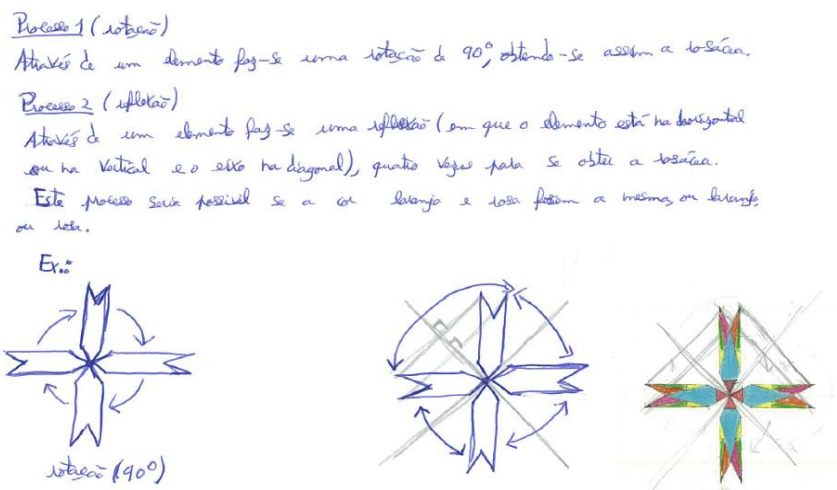 Processo 1 (rotação)
Através de um elemento faz-se uma rotação de 90°, obtendo-se assim a rosácea.
Processo 2 (reflexão)
Através de um elemento faz-se uma reflexão (em que o elemento está na horizontal
ou na vertical e o eixo na diagonal), quatro vezes para se obter a rosácea.
Este processo seria possível se a cor laranja e rosa fossem a mesma, ou laranja,
ou rosa.
Ex.:
rotação (90°)